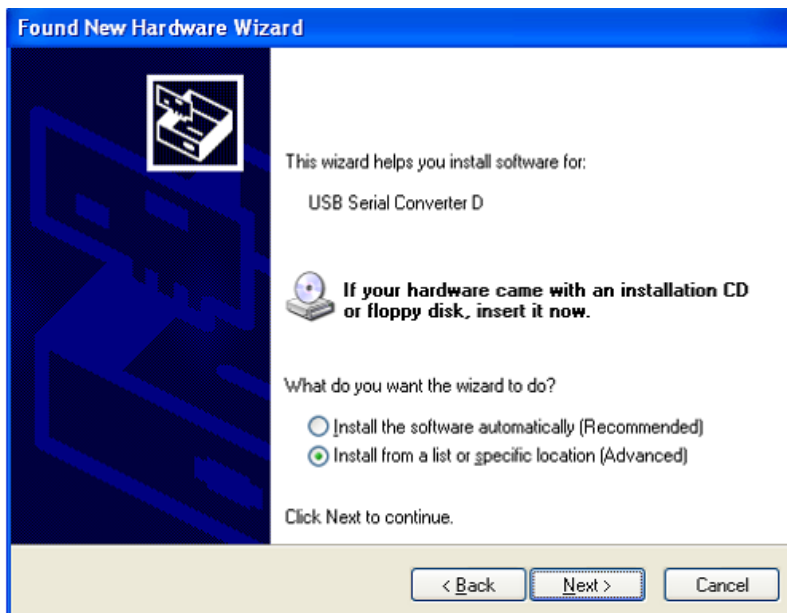 Found New Hardware Wizard
This wizard helps you install software for:
USB Serial Converter D
If your hardware came with an installation CD
or floppy disk, insert it now.
What do you want the wizard to do?
Install the software automatically (Recommended)
Install from a list or specific location (Advanced)
Click Next to continue.
< Back Next > Cancel